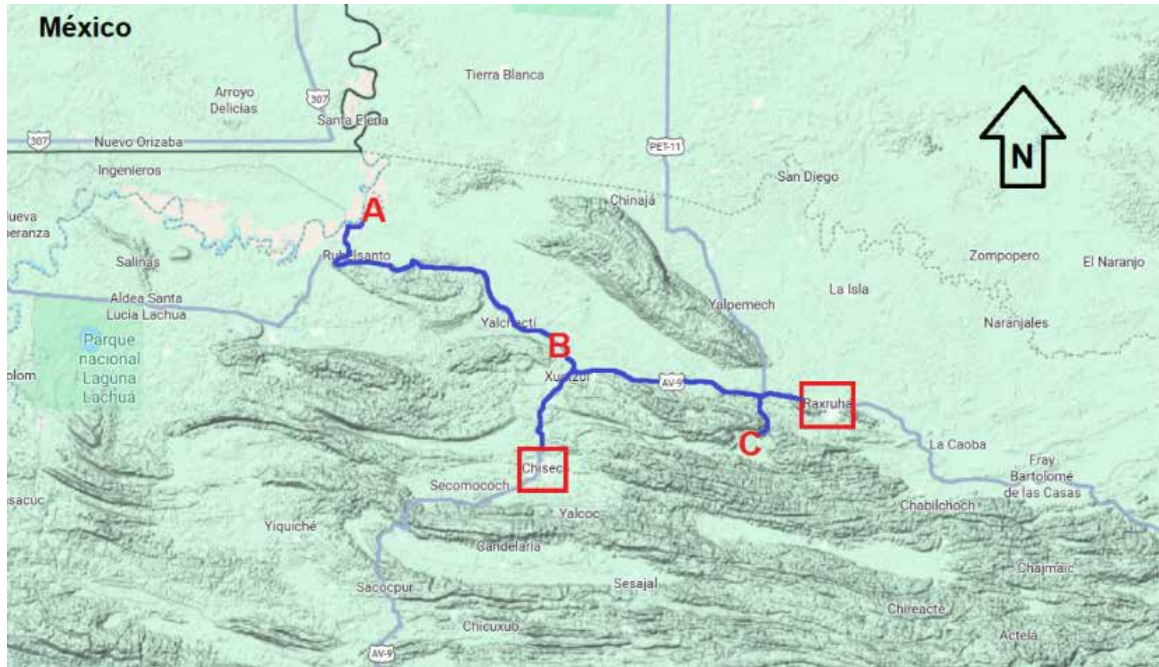 México
Tierra Blanca
Arroyo
Delicias
307
Santa Elena
307
Nuevo Orizaba
PET-11
N
Ingenieros
San Diego
Chinajá
A
Salinas
Zompopero
El Naranjo
Aldea Santa
Lucia Lachua
Yalpemech
La Isla
Naranjales
Yalchactí
Parque
nacional
Laguna
Lachuá
B
AV-9
Raxruha
C
La Caoba
Chisec
Secomococh
Fray
Bartolomé
de las Casas
Chabilchoch
Yalcoc
Yiquiché
Candelaria
Chajmaic
Sacocpur
Sesajal
Chireacté
Chicuxuo
Actelá
AV-9